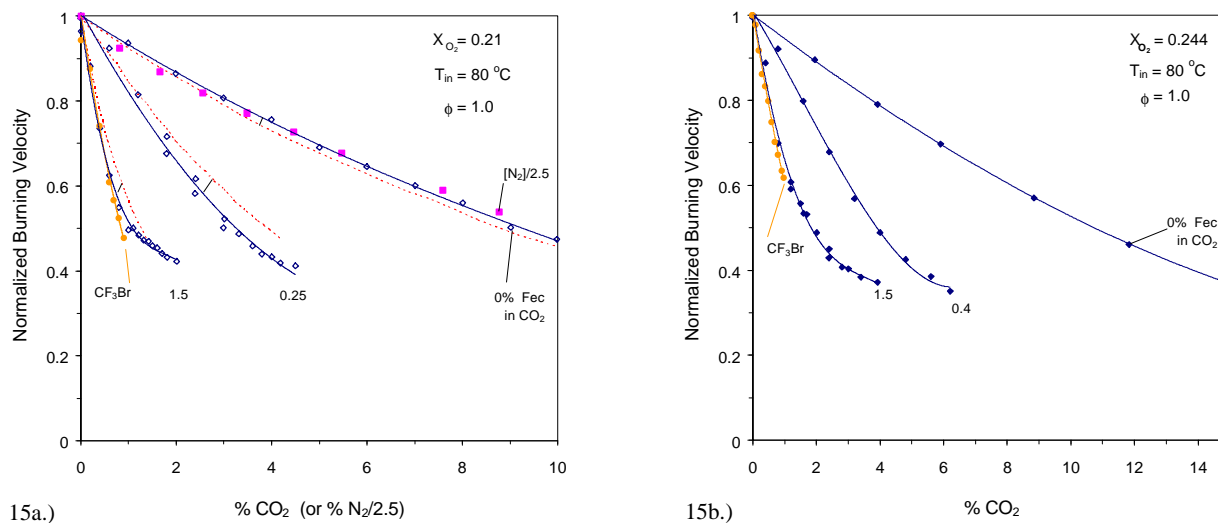 Normalized Burning Velocity
1
0.8
0.6
0.4
0.2
0
0 2 4 6 8 10
X O2= 0.21
Tin = 80 °C
ϕ = 1.0
[N2]/2.5
CF3Br
1.5
0.25
0% Fec
in CO2
15a.)
% CO2 (or % N2/2.5)
Normalized Burning Velocity
1
0.8
0.6
0.4
0.2
0
0 2 4 6 8 10 12 14
XO2 = 0.244
Tin = 80 °C
ϕ = 1.0
CF3Br
1.5
0.4
0% Fec
in CO2
15b.)
% CO2